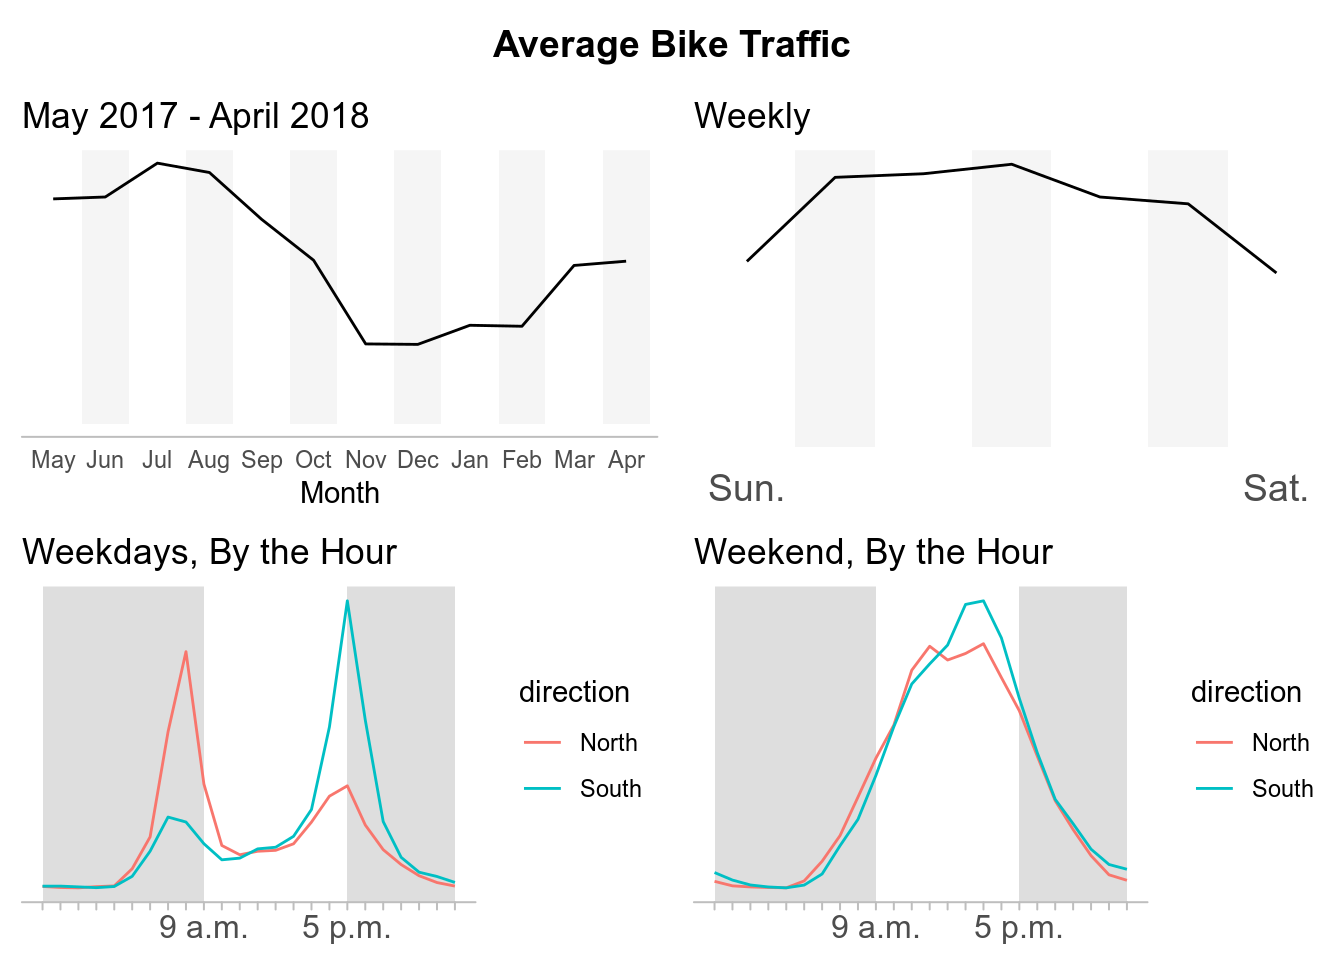 Average Bike Traffic
May 2017 - April 2018
Weekly
May Jun Jul Aug Sep Oct Nov Dec Jan Feb Mar Apr
Month
Sun. Sat.
Weekdays, By the Hour
Weekend, By the Hour
direction
North
South
direction
North
South
9 a.m. 5 p.m.
9 a.m. 5 p.m.